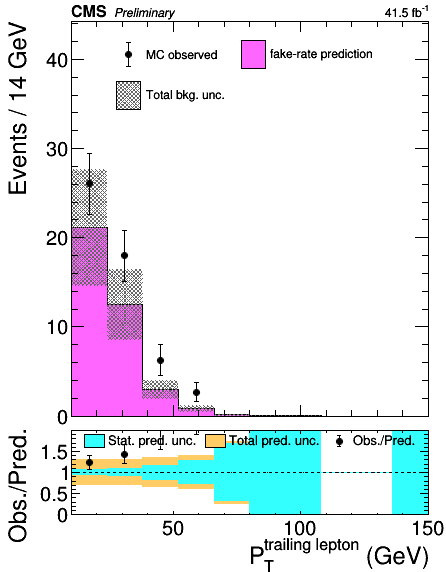 CMS Preliminary 41.5 fb⁻¹
Events / 14 GeV
MC observed
fake-rate prediction
Total bkg. unc.
40
30
20
10
0
Obs./Pred.
Stat. pred. unc.
Total pred. unc.
Obs./Pred.
1.5
1
0.5
0
50
100
150
P_T^trailing lepton (GeV)